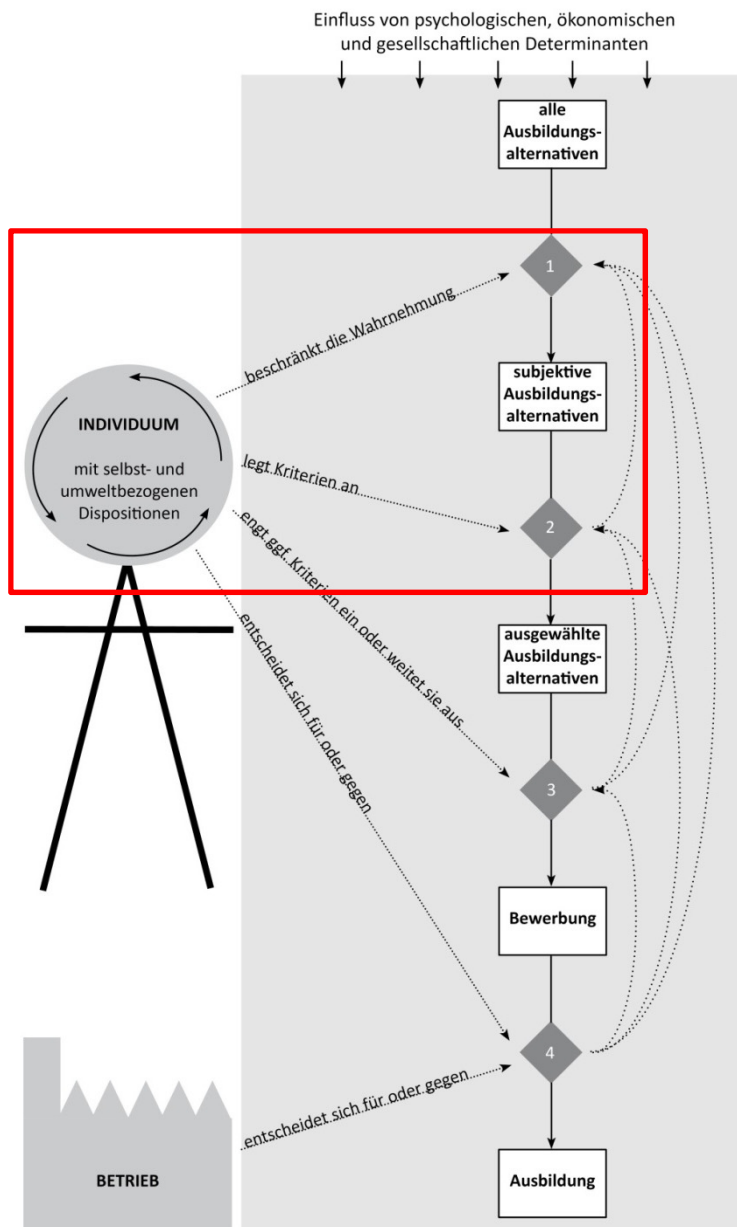 Einfluss von psychologischen, ökonomischen
und gesellschaftlichen Determinanten
alle
Ausbildungs-
alternativen
1
beschränkt die Wahrnehmung
subjektive
Ausbildungs-
alternativen
INDIVIDUUM
mit selbst- und
umweltbezogenen
Dispositionen
legt Kriterien an
2
engt ggf. Kriterien ein oder weitet sie aus
ausgewählte
Ausbildungs-
alternativen
entscheidet sich für oder gegen
3
Bewerbung
4
entscheidet sich für oder gegen
BETRIEB
Ausbildung